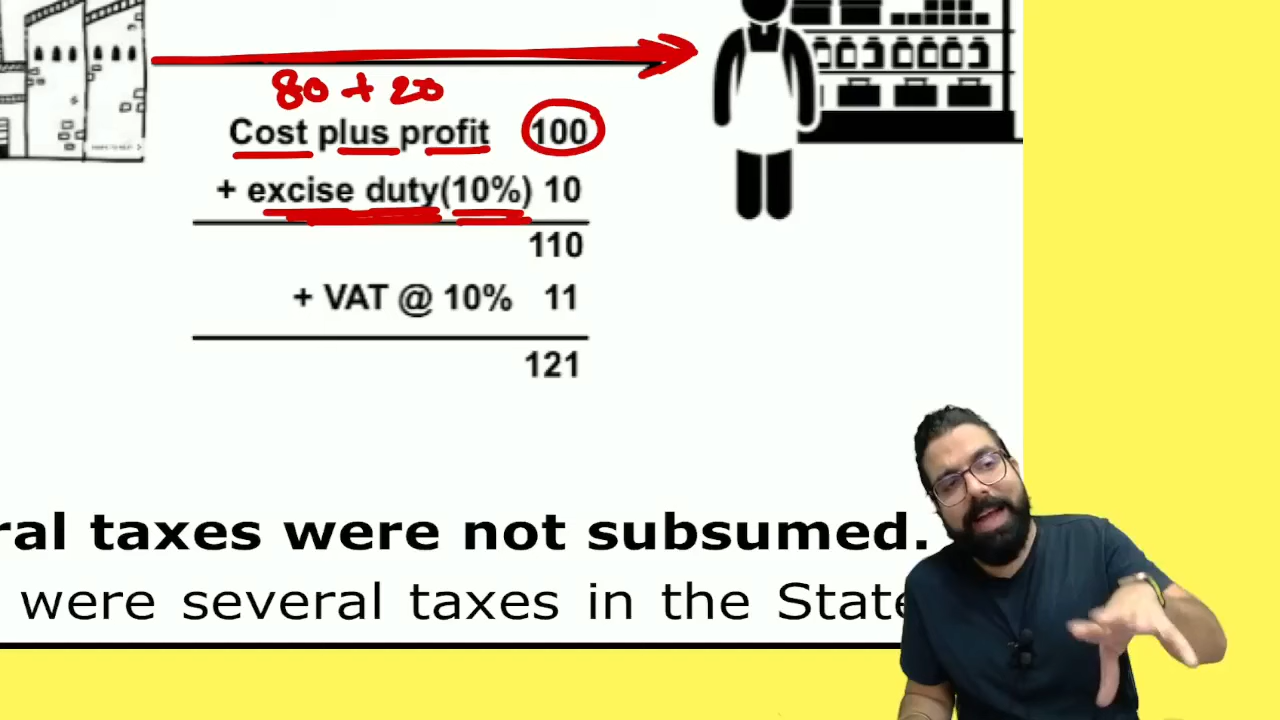 80 + 20
Cost plus profit 100
+ excise duty(10%) 10
110
+ VAT @ 10% 11
121
ral taxes were not subsumed.
were several taxes in the State